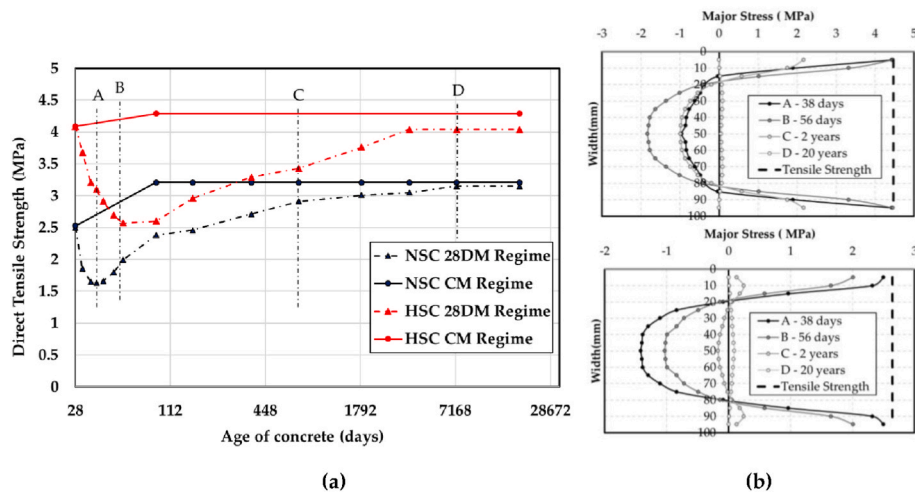 Direct Tensile Strength (MPa)
5
4.5
4
3.5
3
2.5
2
1.5
1
0.5
0
A
B
C
D
NSC 28DM Regime
NSC CM Regime
HSC 28DM Regime
HSC CM Regime
28
112
448
1792
7168
28672
Age of concrete (days)
(a)
Major Stress ( MPa)
-3 -2 -1 0 1 2 3 4 5
Width(mm)
0
10
20
30
40
50
60
70
80
90
100
A - 38 days
B - 56 days
C - 2 years
D - 20 years
Tensile Strength
Major Stress (MPa)
-2 -1 0 1 2 3
Width(mm)
0
10
20
30
40
50
60
70
80
90
100
A - 38 days
B - 56 days
C - 2 years
D - 20 years
Tensile Strength
(b)